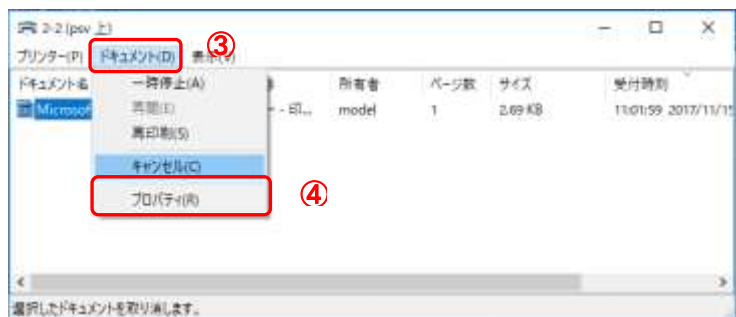 2-2 (psv 上)
プリンター(P) ドキュメント(D) ③
ドキュメント名 所有者 ページ数 サイズ 受付時刻
Microsof - 印... model 1 2.69 KB 11:01:59 2017/11/15
一時停止(A)
再開(E)
再印刷(S)
キャンセル(C)
プロパティ(R) ④
選択したドキュメントを取り消します。